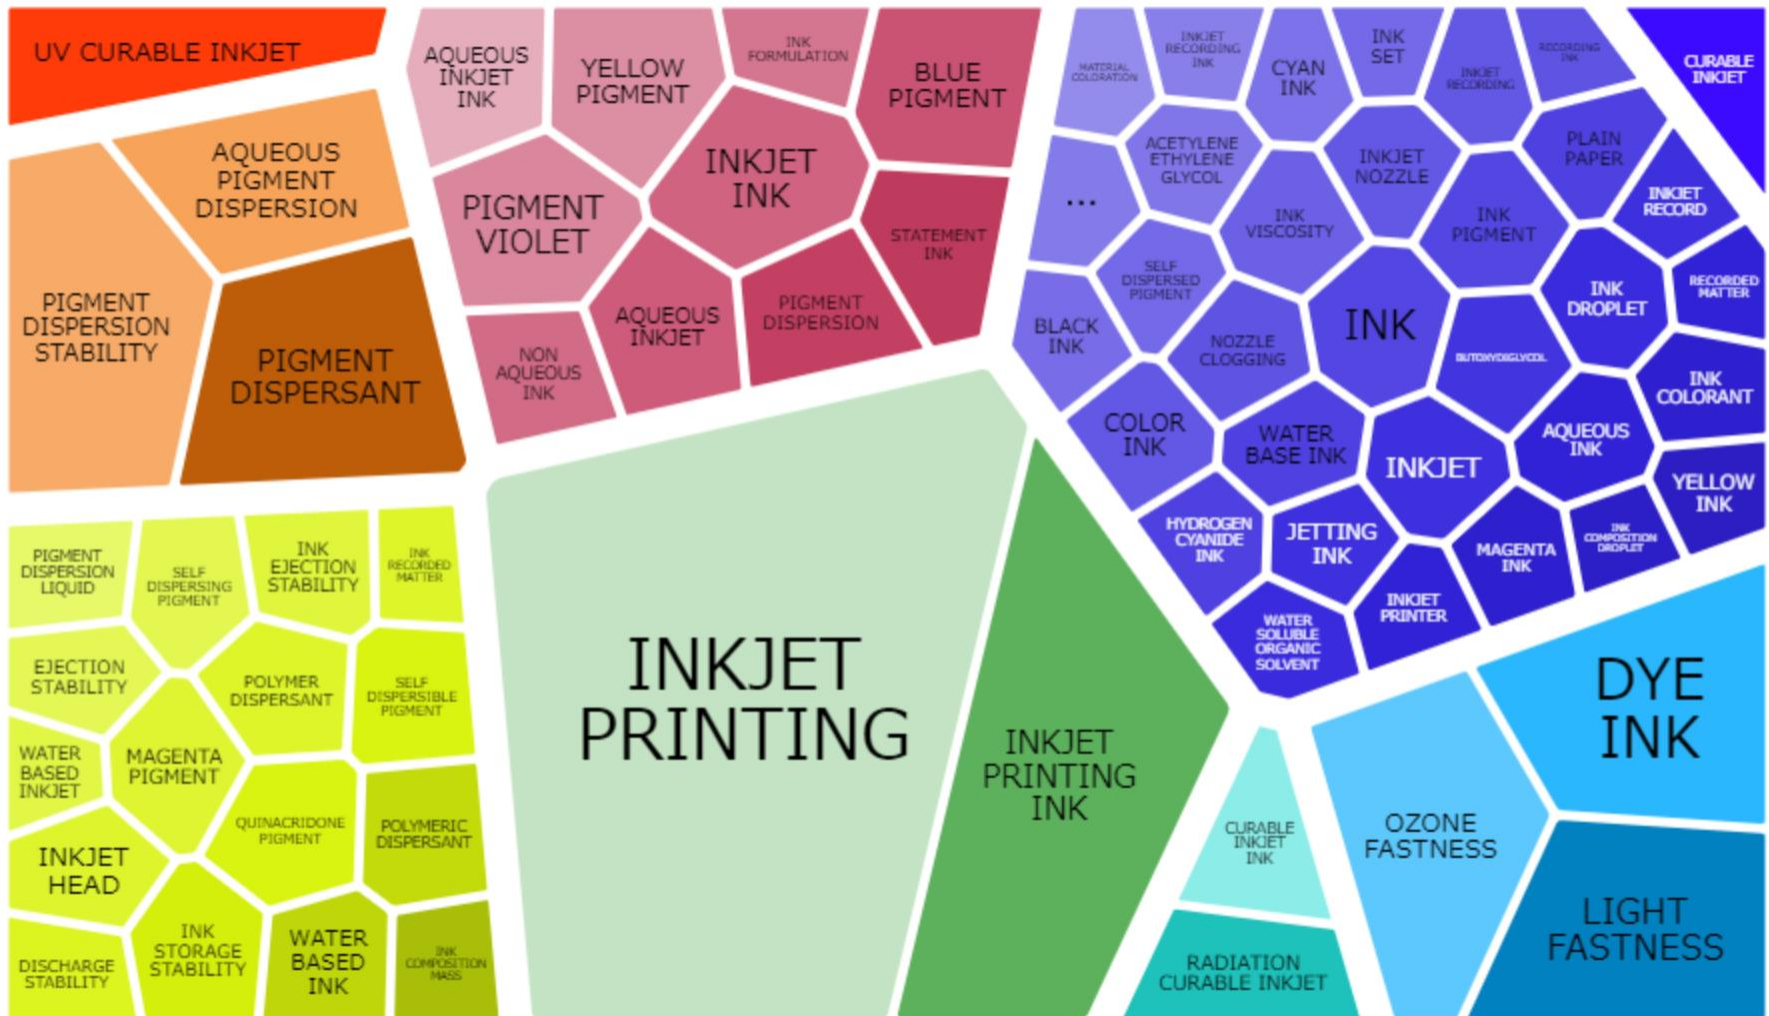 UV CURABLE INKJET
AQUEOUS
PIGMENT
DISPERSION
PIGMENT
DISPERSION
STABILITY
PIGMENT
DISPERSANT
AQUEOUS
INKJET
INK
YELLOW
PIGMENT
INK
FORMULATION
BLUE
PIGMENT
INKJET
INK
PIGMENT
VIOLET
STATEMENT
INK
AQUEOUS
INKJET
PIGMENT
DISPERSION
NON
AQUEOUS
INK
MATERIAL
COLORATION
INKJET
RECORDING
INK
CYAN
INK
INK
SET
INKJET
RECORDING
RECORDING
INK
CURABLE
INKJET
ACETYLENE
ETHYLENE
GLYCOL
INKJET
NOZZLE
PLAIN
PAPER
INKJET
RECORD
...
INK
VISCOSITY
INK
PIGMENT
SELF
DISPERSED
PIGMENT
INK
DROPLET
RECORDED
MATTER
BLACK
INK
NOZZLE
CLOGGING
INK
BUTOXYDIGLYCOL
INK
COLORANT
COLOR
INK
WATER
BASE INK
INKJET
AQUEOUS
INK
YELLOW
INK
HYDROGEN
CYANIDE
INK
JETTING
INK
MAGENTA
INK
INK
COMPOSITION
DROPLET
INKJET
PRINTER
WATER
SOLUBLE
ORGANIC
SOLVENT
PIGMENT
DISPERSION
LIQUID
SELF
DISPERSING
PIGMENT
INK
EJECTION
STABILITY
INK
RECORDED
MATTER
EJECTION
STABILITY
POLYMER
DISPERSANT
SELF
DISPERSIBLE
PIGMENT
WATER
BASED
INKJET
MAGENTA
PIGMENT
QUINACRIDONE
PIGMENT
POLYMERIC
DISPERSANT
INKJET
HEAD
DISCHARGE
STABILITY
INK
STORAGE
STABILITY
WATER
BASED
INK
INK
COMPOSITION
MASS
INKJET
PRINTING
INKJET
PRINTING
INK
CURABLE
INKJET
INK
RADIATION
CURABLE INKJET
DYE
INK
OZONE
FASTNESS
LIGHT
FASTNESS